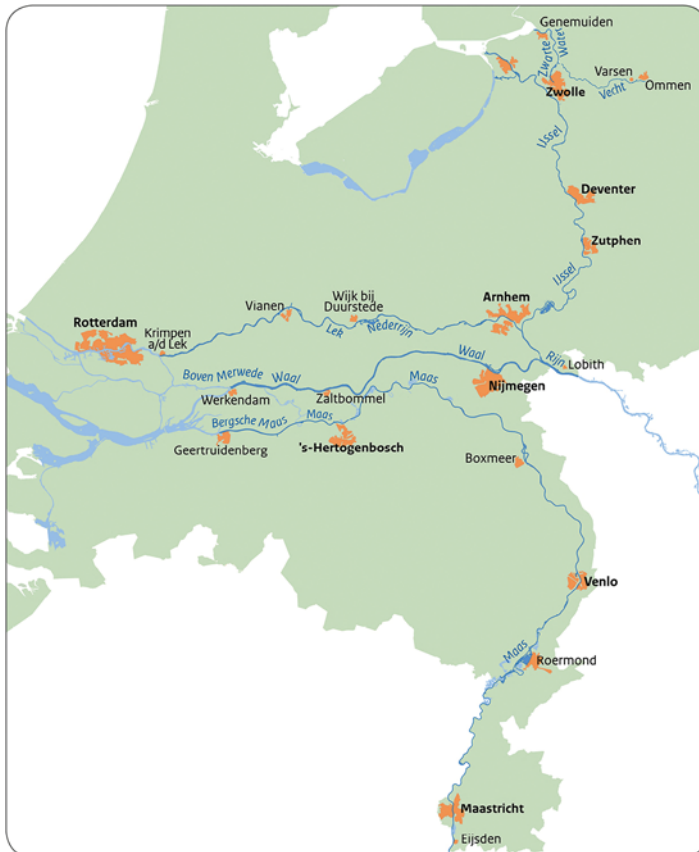 Genemuiden
Zwarte
Water
Varsen
Ommen
Vecht
Zwolle
IJssel
Deventer
Zutphen
IJssel
Arnhem
Wijk bij
Duurstede
Vianen
Lek
Nederrijn
Rotterdam
Krimpen
a/d Lek
Waal
Rijn
Lobith
Boven Merwede
Waal
Maas
Nijmegen
Werkendam
Zaltbommel
Bergsche Maas
Maas
Geertruidenberg
's-Hertogenbosch
Boxmeer
Venlo
Maas
Roermond
Maastricht
Eijsden